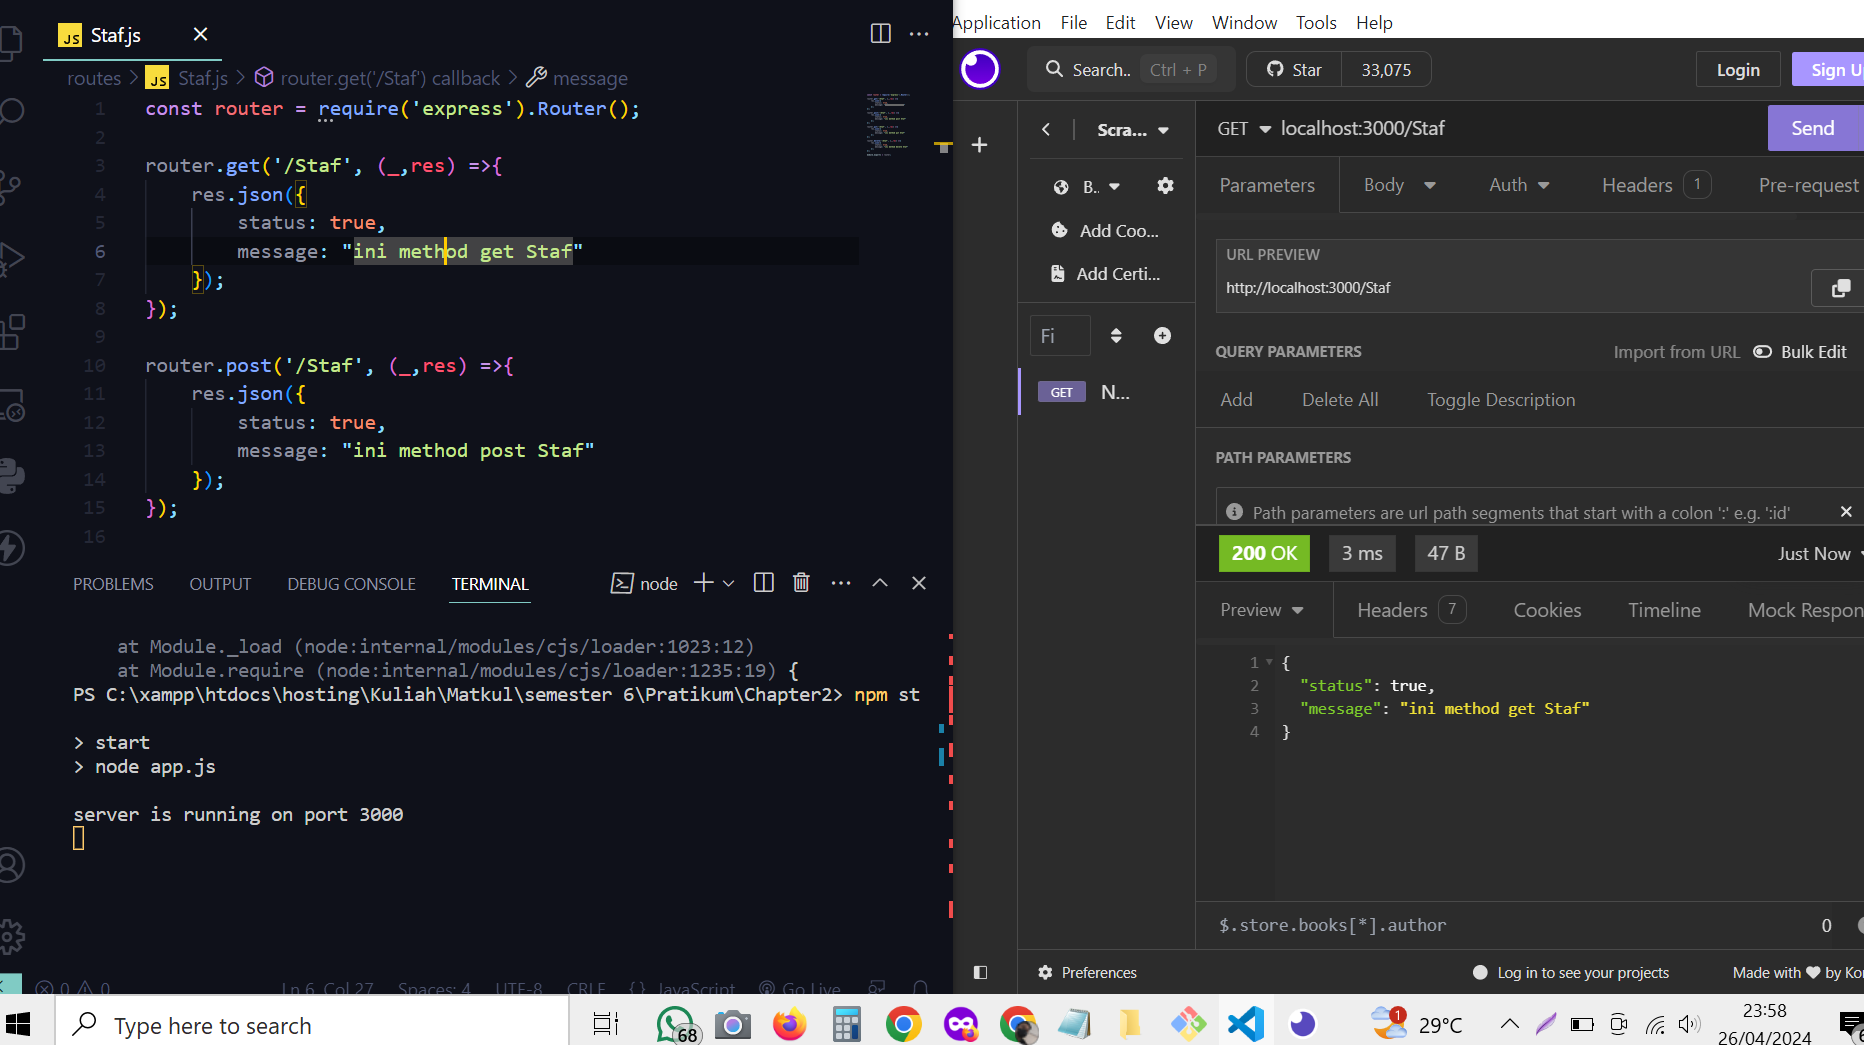 JS Staf.js
routes > JS Staf.js > router.get('/Staf') callback > message
1 const router = require('express').Router();
2
3 router.get('/Staf', (_,res) =>{
4 res.json({
5 status: true,
6 message: "ini method get Staf"
7 });
8 });
9
10 router.post('/Staf', (_,res) =>{
11 res.json({
12 status: true,
13 message: "ini method post Staf"
14 });
15 });
16
PROBLEMS OUTPUT DEBUG CONSOLE TERMINAL node
at Module._load (node:internal/modules/cjs/loader:1023:12)
at Module.require (node:internal/modules/cjs/loader:1235:19) {
PS C:\xampp\htdocs\hosting\Kuliah\Matkul\semester 6\Pratikum\Chapter2> npm st
> start
> node app.js
server is running on port 3000
0 0 Ln 6, Col 27 Spaces: 4 UTF-8 CRLF {} JavaScript Go Live
Application File Edit View Window Tools Help
Search.. Ctrl + P Star 33,075 Login Sign U
Scra...
B..
Add Coo...
Add Certi...
Fi
GET N...
GET localhost:3000/Staf Send
Parameters Body Auth Headers 1 Pre-request
URL PREVIEW
http://localhost:3000/Staf
QUERY PARAMETERS Import from URL Bulk Edit
Add Delete All Toggle Description
PATH PARAMETERS
Path parameters are url path segments that start with a colon ':' e.g. ':id'
200 OK 3 ms 47 B Just Now
Preview Headers 7 Cookies Timeline Mock Respon
1 {
2 "status": true,
3 "message": "ini method get Staf"
4 }
$.store.books[*].author 0
Preferences Log in to see your projects Made with ♥ by Ko
Type here to search 68 1 29°C 23:58
26/04/2024